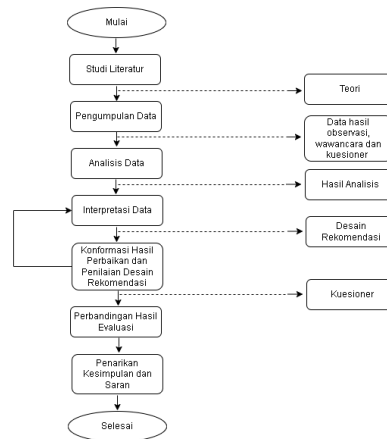 Mulai
Studi Literatur
Teori
Pengumpulan Data
Data hasil
observasi,
wawancara dan
kuesioner
Analisis Data
Hasil Analisis
Interpretasi Data
Desain
Rekomendasi
Konformasi Hasil
Perbaikan dan
Penilaian Desain
Rekomendasi
Kuesioner
Perbandingan Hasil
Evaluasi
Penarikan
Kesimpulan dan
Saran
Selesai